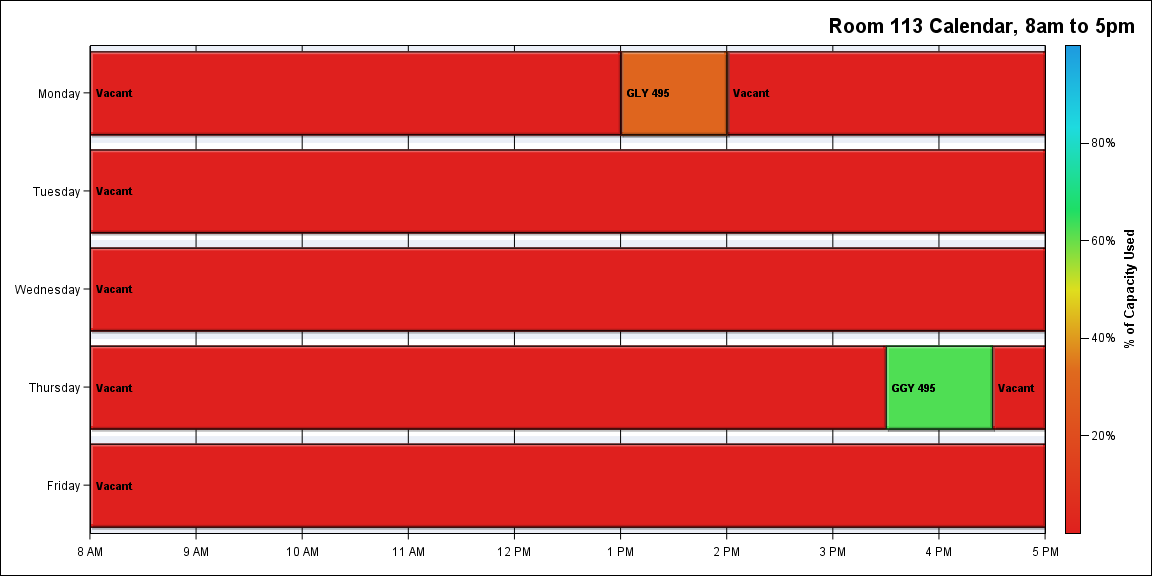 Room 113 Calendar, 8am to 5pm
Monday
Vacant
GLY 495
Vacant
Tuesday
Vacant
Wednesday
Vacant
Thursday
Vacant
GGY 495
Vacant
Friday
Vacant
8 AM
9 AM
10 AM
11 AM
12 PM
1 PM
2 PM
3 PM
4 PM
5 PM
80%
60%
40%
20%
% of Capacity Used